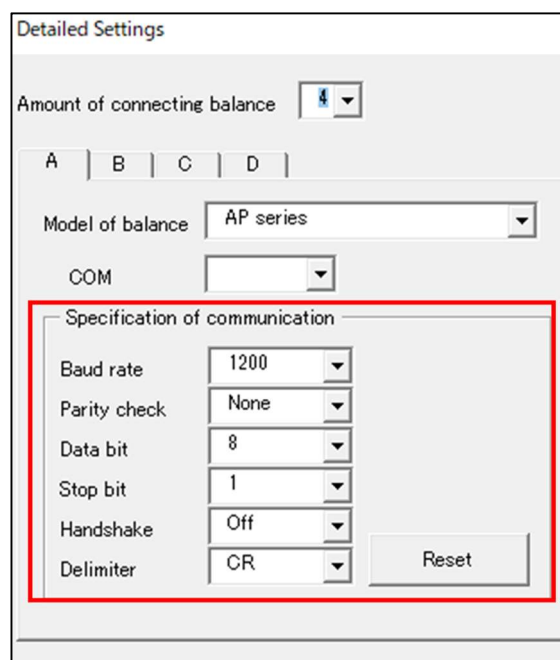 Detailed Settings
Amount of connecting balance 4
A B C D
Model of balance AP series
COM
Specification of communication
Baud rate 1200
Parity check None
Data bit 8
Stop bit 1
Handshake Off
Delimiter CR Reset